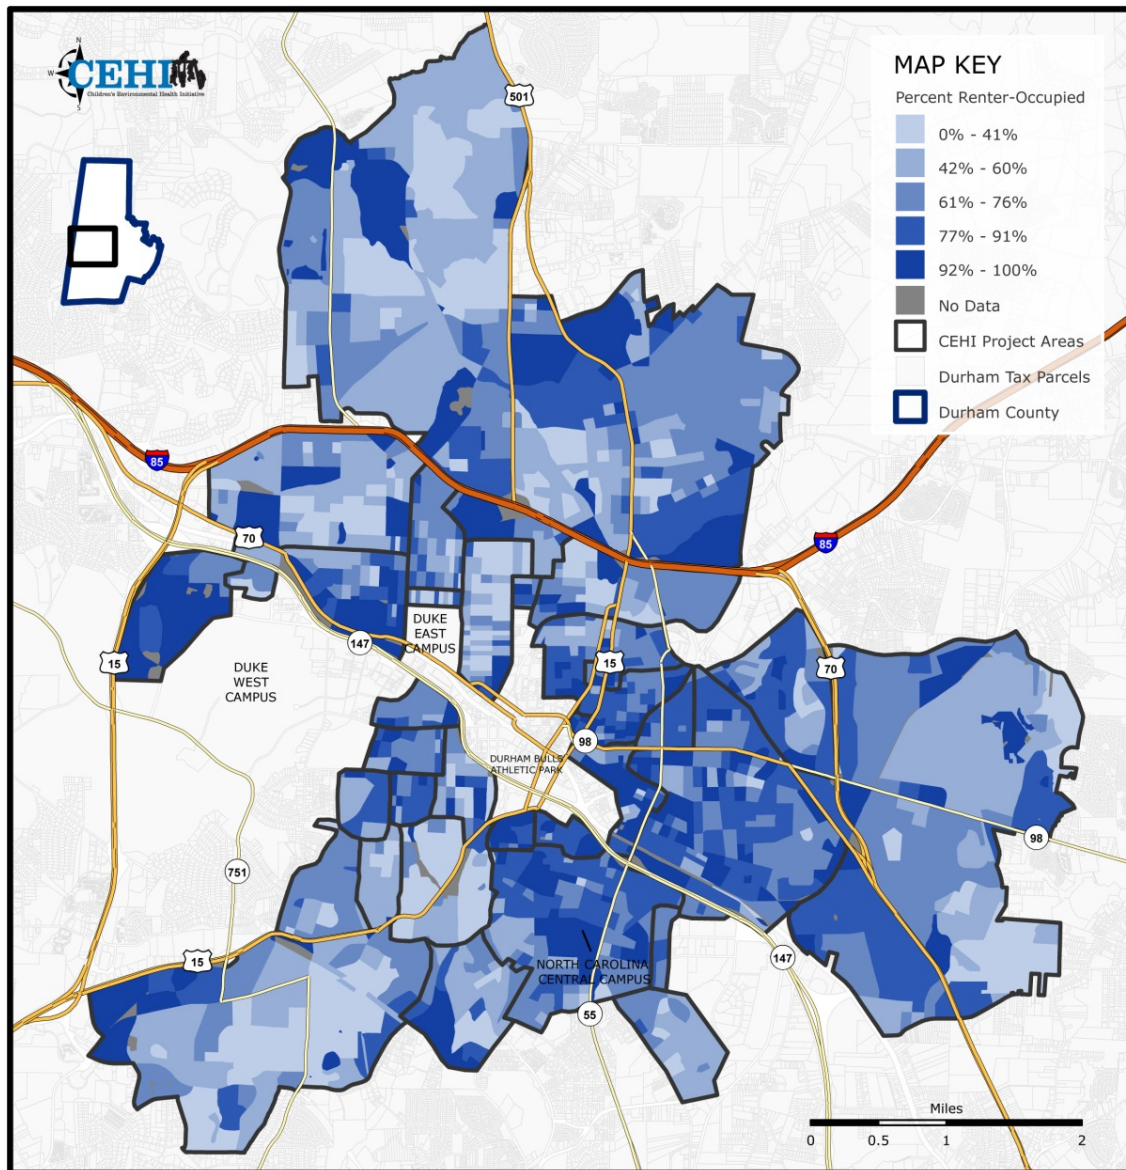 N
W
CEHI
Children's Environmental Health Initiative
S
MAP KEY
Percent Renter-Occupied
0% - 41%
42% - 60%
61% - 76%
77% - 91%
92% - 100%
No Data
CEHI Project Areas
Durham Tax Parcels
Durham County
501
85
70
85
15
147
DUKE
EAST
CAMPUS
DUKE
WEST
CAMPUS
15
70
98
DURHAM BULLS
ATHLETIC PARK
98
751
15
147
NORTH CAROLINA
CENTRAL CAMPUS
55
Miles
0 0.5 1 2